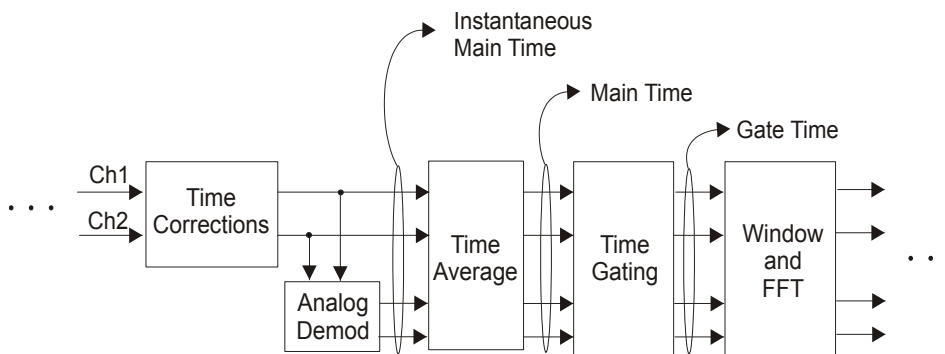 Instantaneous
Main Time
Main Time
Gate Time
Ch1
Ch2
. . .
Time
Corrections
Analog
Demod
Time
Average
Time
Gating
Window
and
FFT
. .